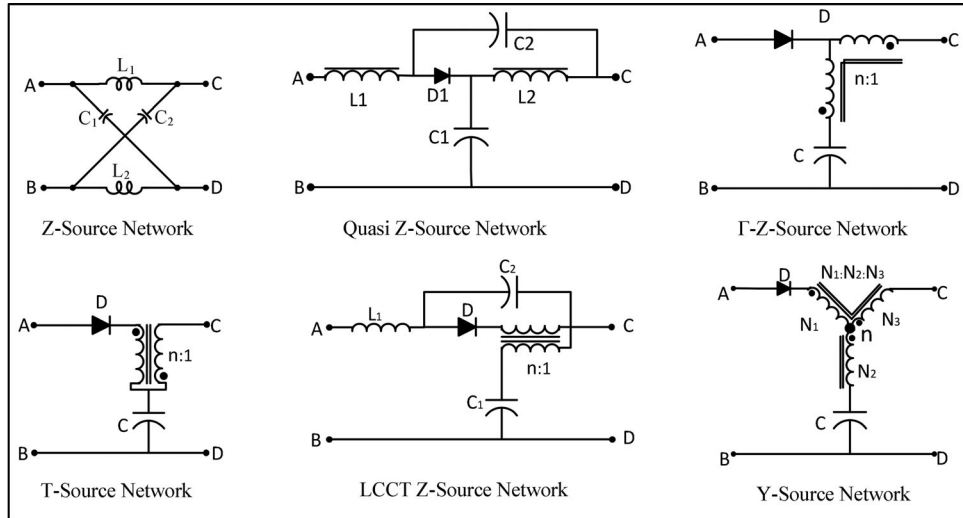 A
L1
C
C1
C2
B
L2
D
Z-Source Network
A
L1
D1
C2
L2
C
C1
B
D
Quasi Z-Source Network
A
D
C
n:1
C
B
D
Γ-Z-Source Network
A
D
C
n:1
C
B
D
T-Source Network
A
L1
D
C2
C
n:1
C1
B
D
LCCT Z-Source Network
A
D
N1:N2:N3
C
N1
n
N3
N2
C
B
D
Y-Source Network